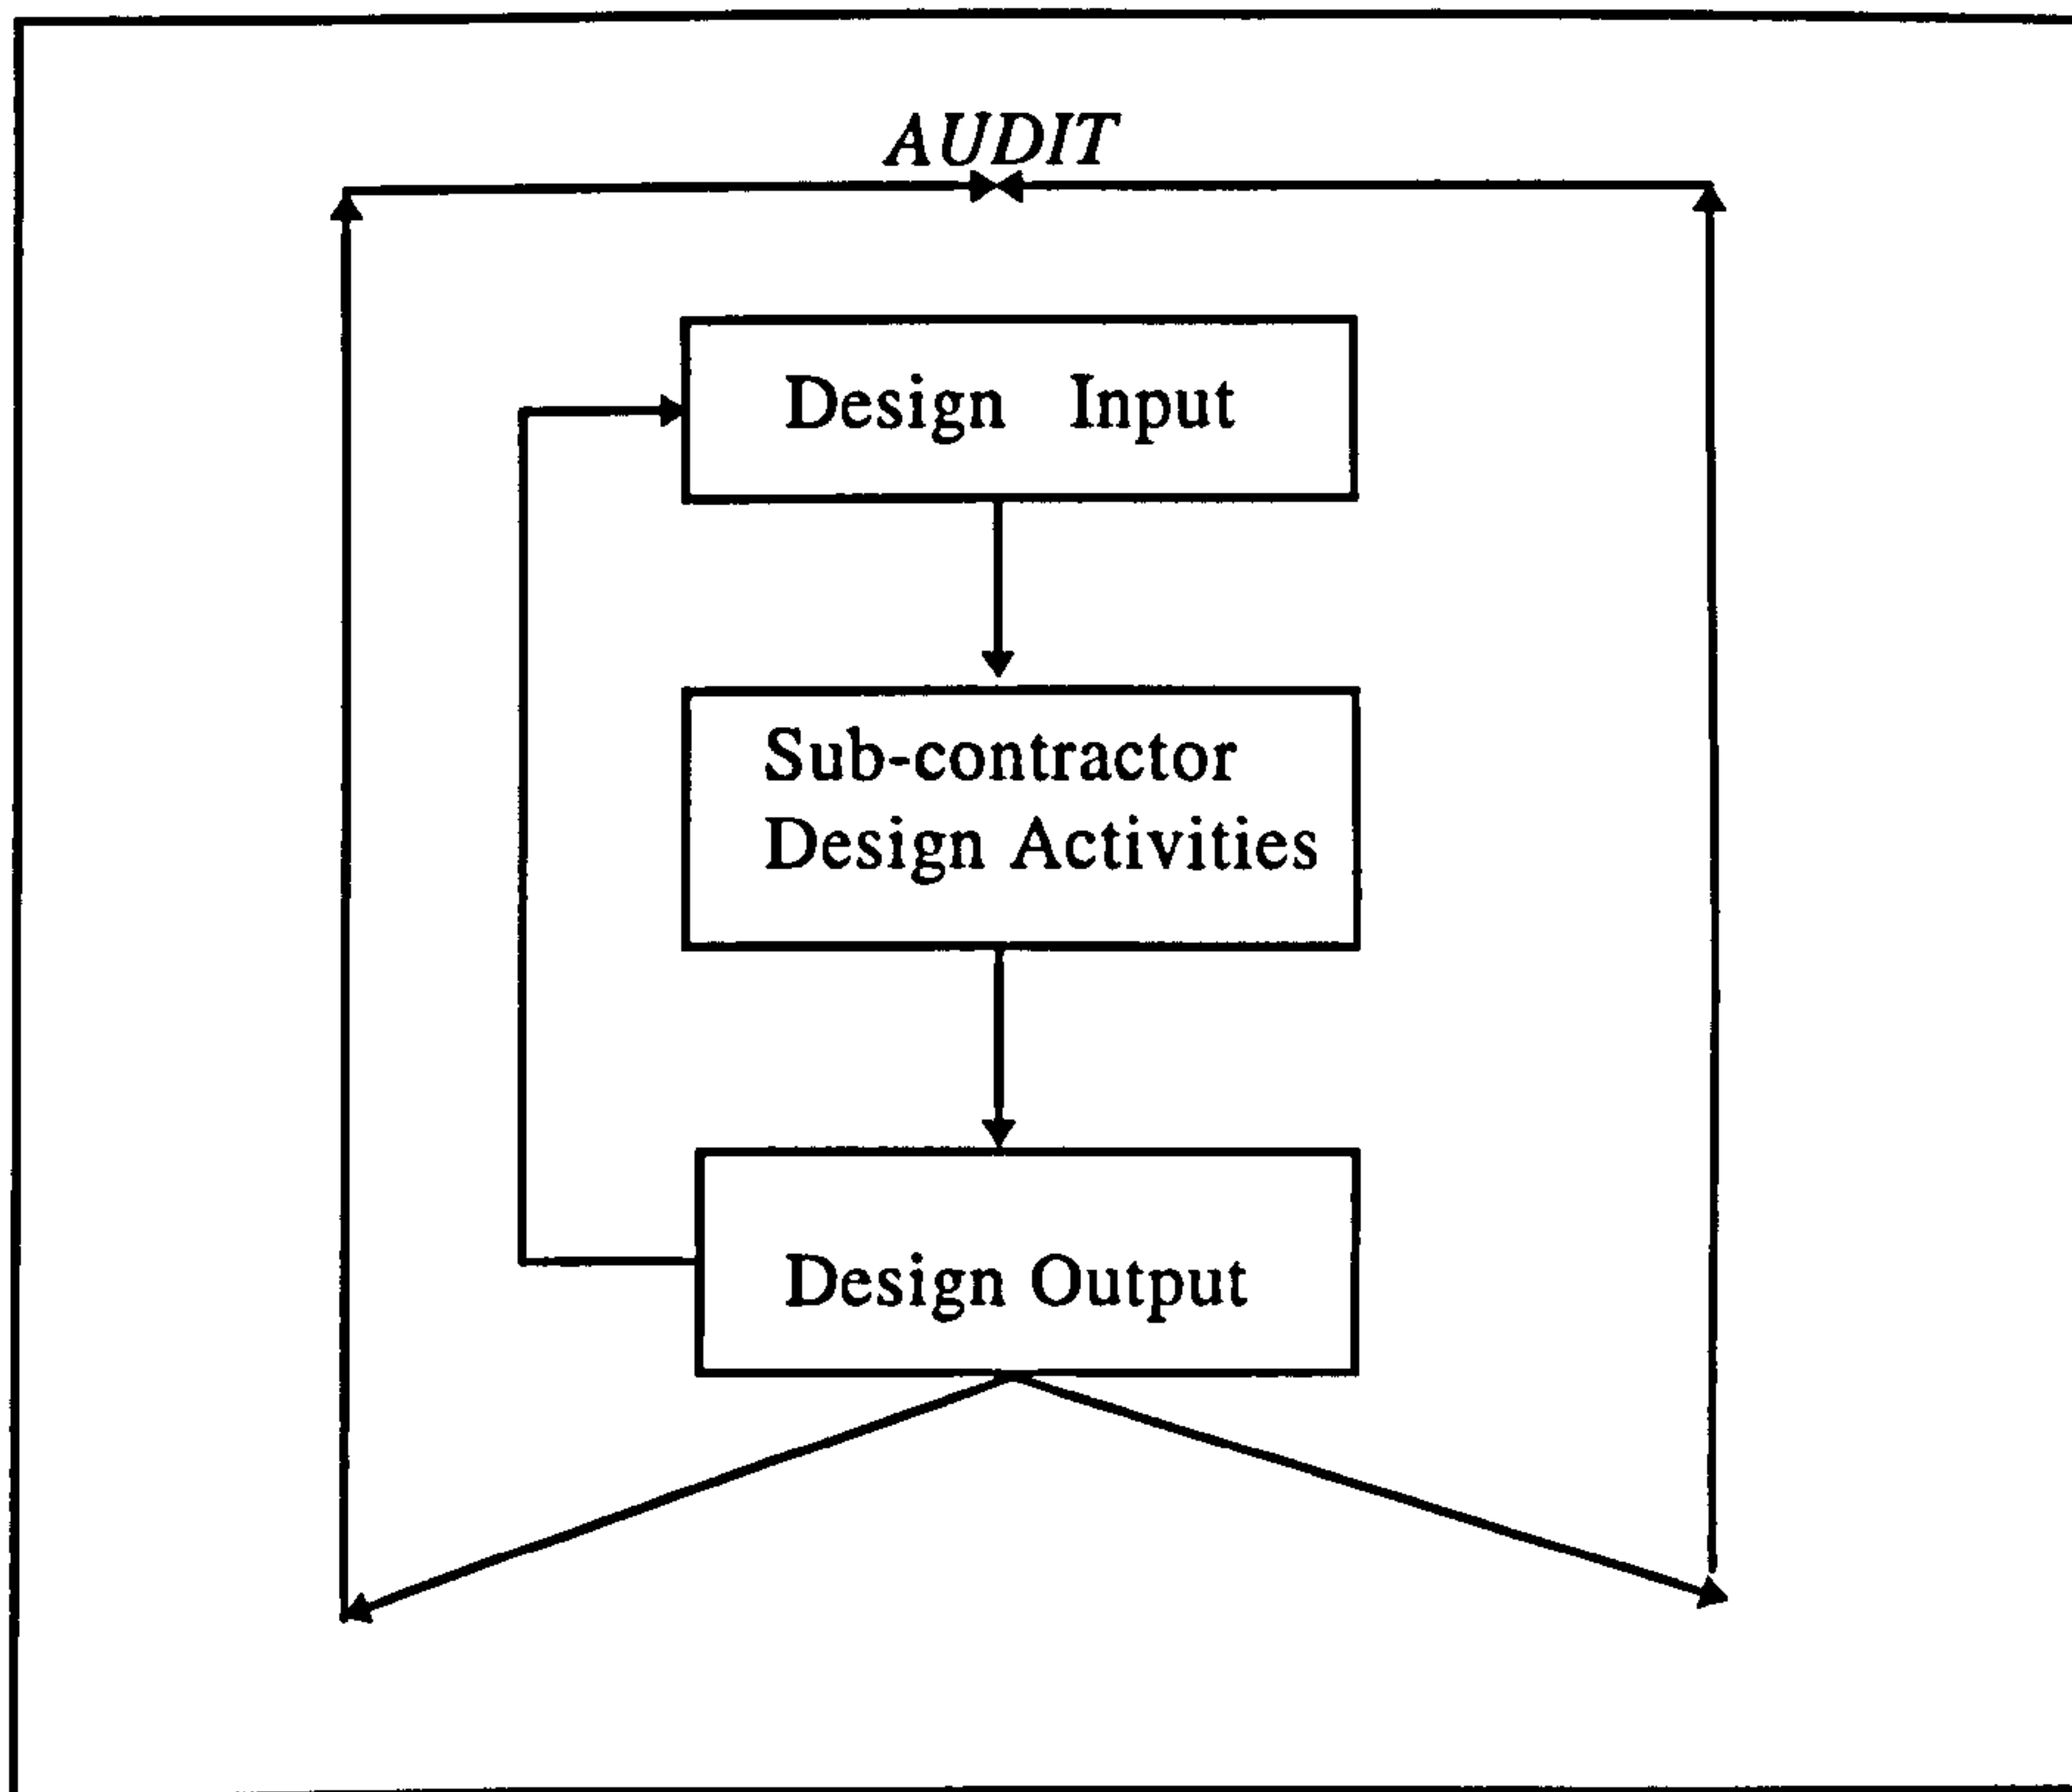 AUDIT
Design Input
Sub-contractor
Design Activities
Design Output